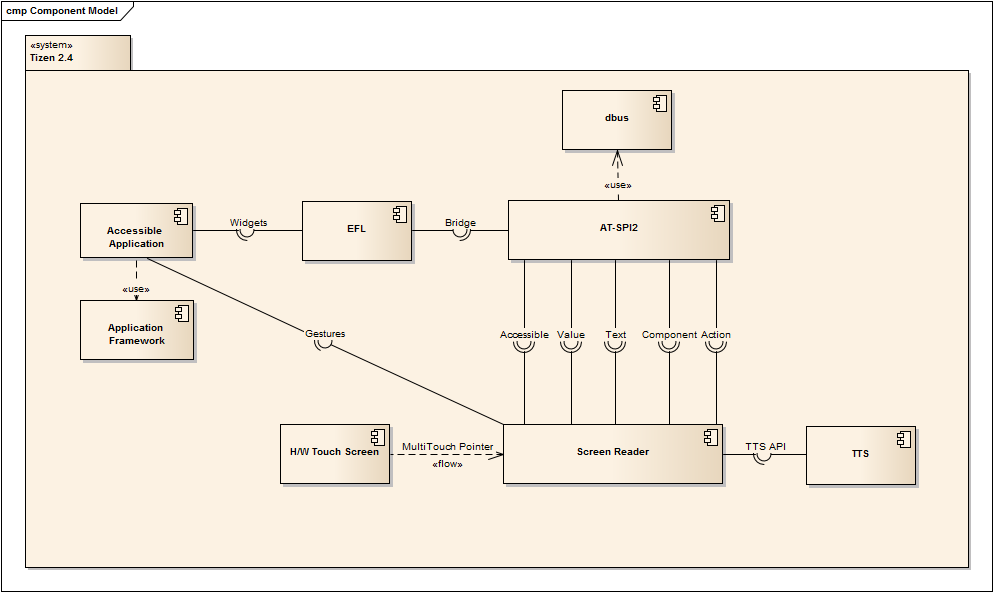 cmp Component Model
«system»
Tizen 2.4
dbus
«use»
Accessible
Application
Widgets
EFL
Bridge
AT-SPI2
«use»
Application
Framework
Gestures
Accessible
Value
Text
Component
Action
H/W Touch Screen
MultiTouch Pointer
«flow»
Screen Reader
TTS API
TTS